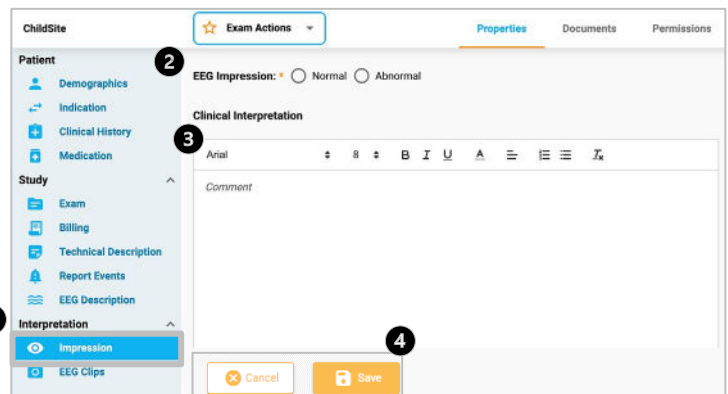 ChildSite
Exam Actions
Properties Documents Permissions
Patient
2
Demographics
EEG Impression: * Normal Abnormal
Indication
Clinical Interpretation
Clinical History
3
Medication
Arial 8 B I U A Tx
Study
Comment
Exam
Billing
Technical Description
Report Events
EEG Description
Interpretation
4
Impression
EEG Clips
Cancel Save